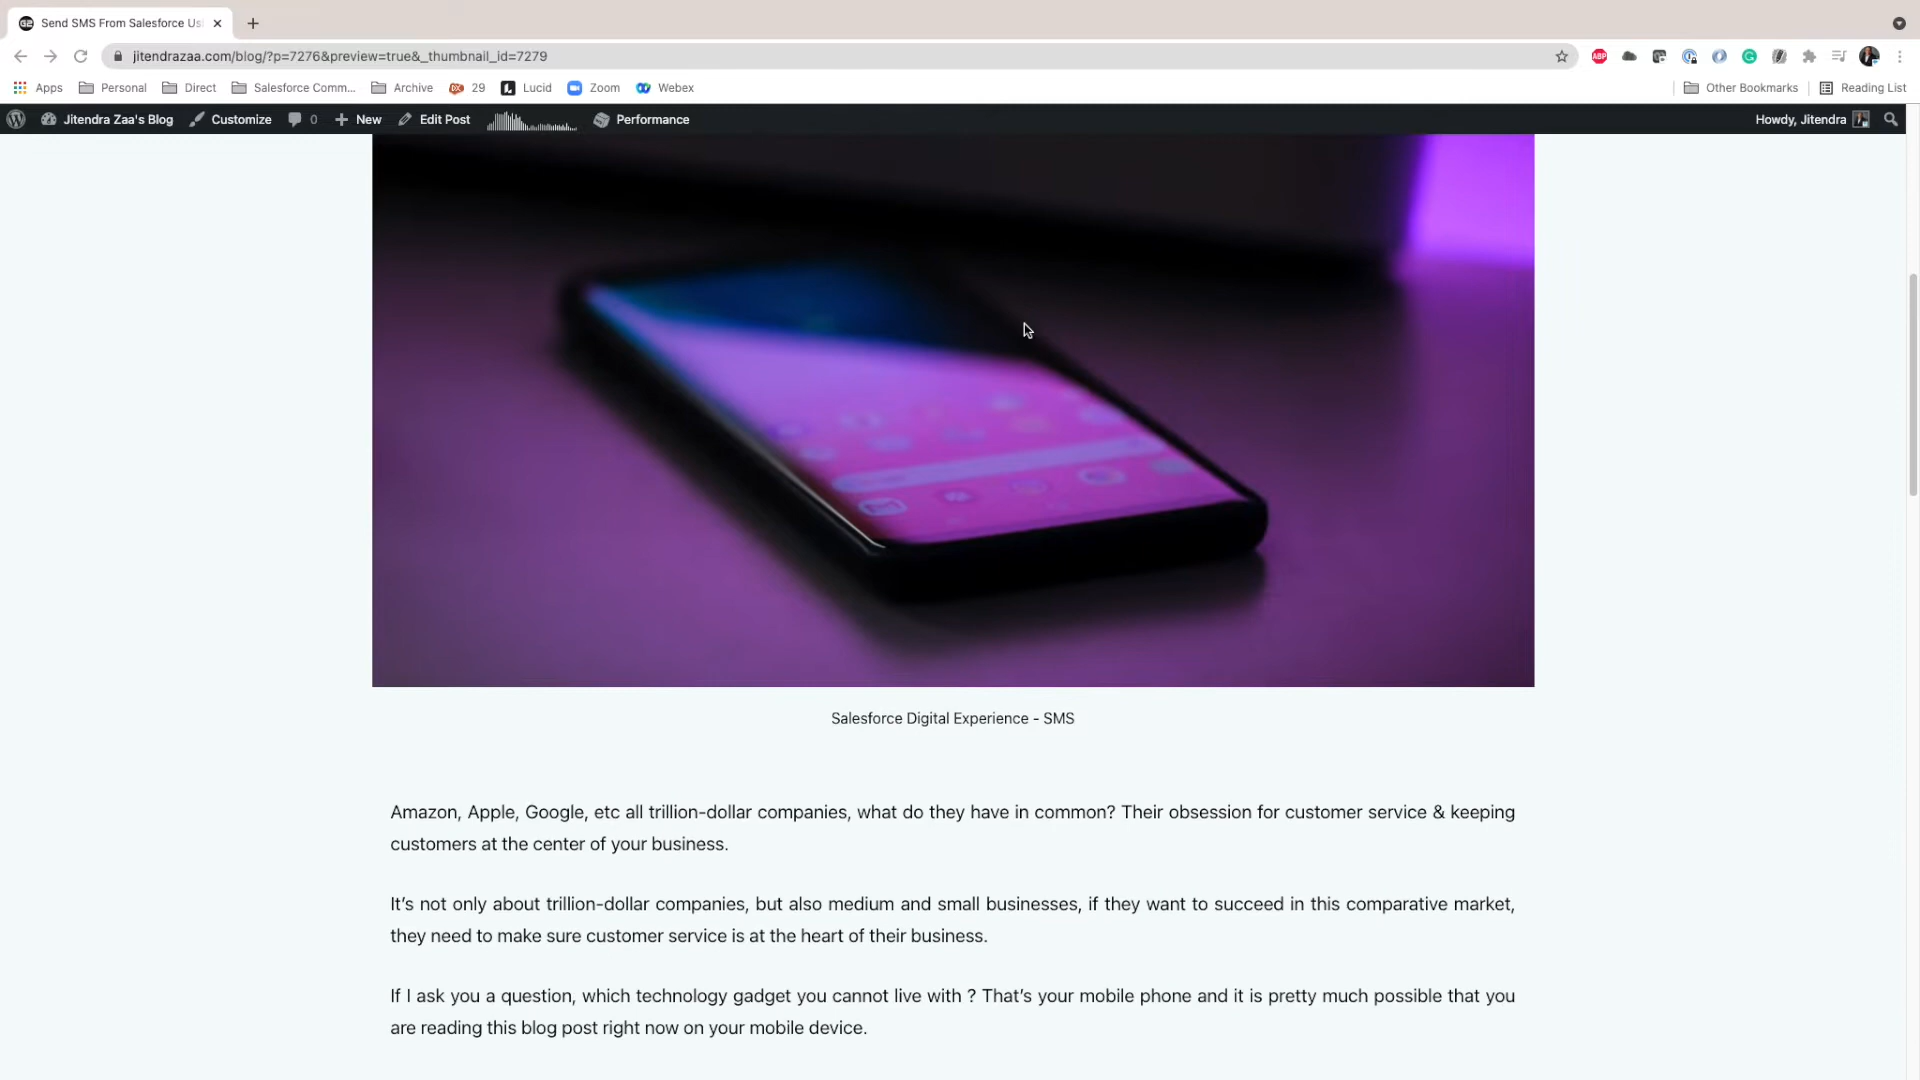 Send SMS From Salesforce Us
jitendrazaa.com/blog/?p=7276&preview=true&_thumbnail_id=7279
ABP
Apps Personal Direct Salesforce Comm... Archive 29 Lucid Zoom Webex Other Bookmarks Reading List
Jitendra Zaa's Blog Customize 0 New Edit Post Performance Howdy, Jitendra
Salesforce Digital Experience - SMS
Amazon, Apple, Google, etc all trillion-dollar companies, what do they have in common? Their obsession for customer service & keeping
customers at the center of your business.
It's not only about trillion-dollar companies, but also medium and small businesses, if they want to succeed in this comparative market,
they need to make sure customer service is at the heart of their business.
If I ask you a question, which technology gadget you cannot live with ? That's your mobile phone and it is pretty much possible that you
are reading this blog post right now on your mobile device.